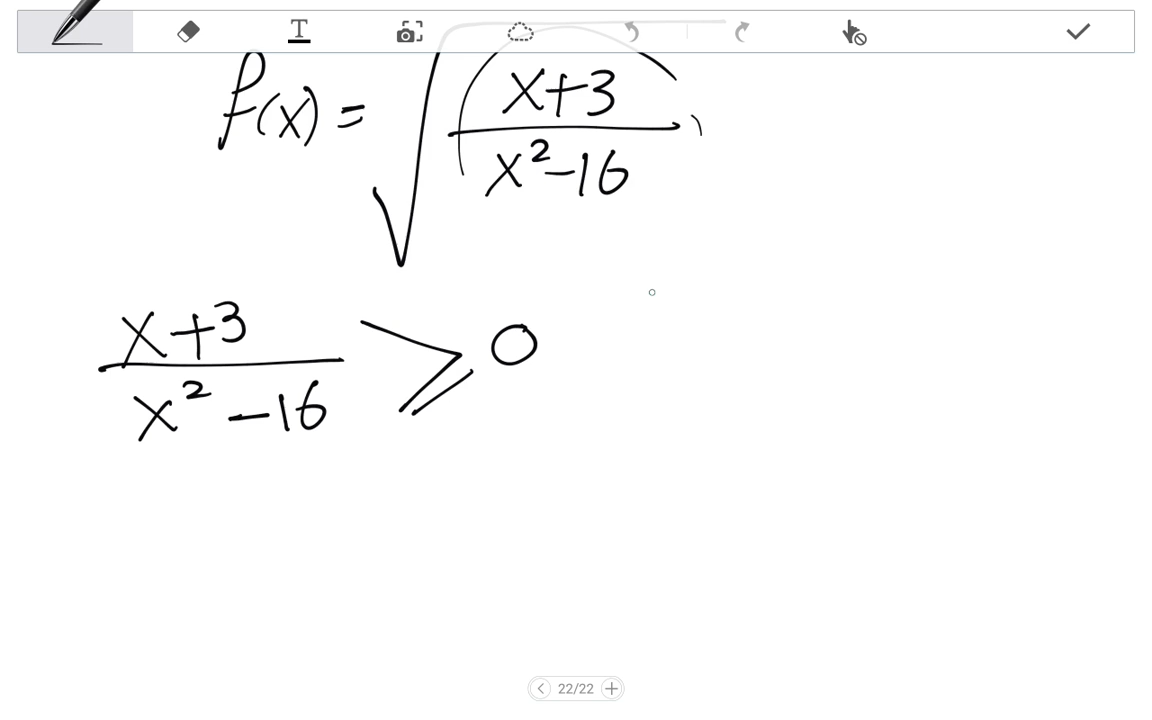 T
f(x) = √((x+3)/(x²-16))
(x+3)/(x²-16) ≥ 0
22/22